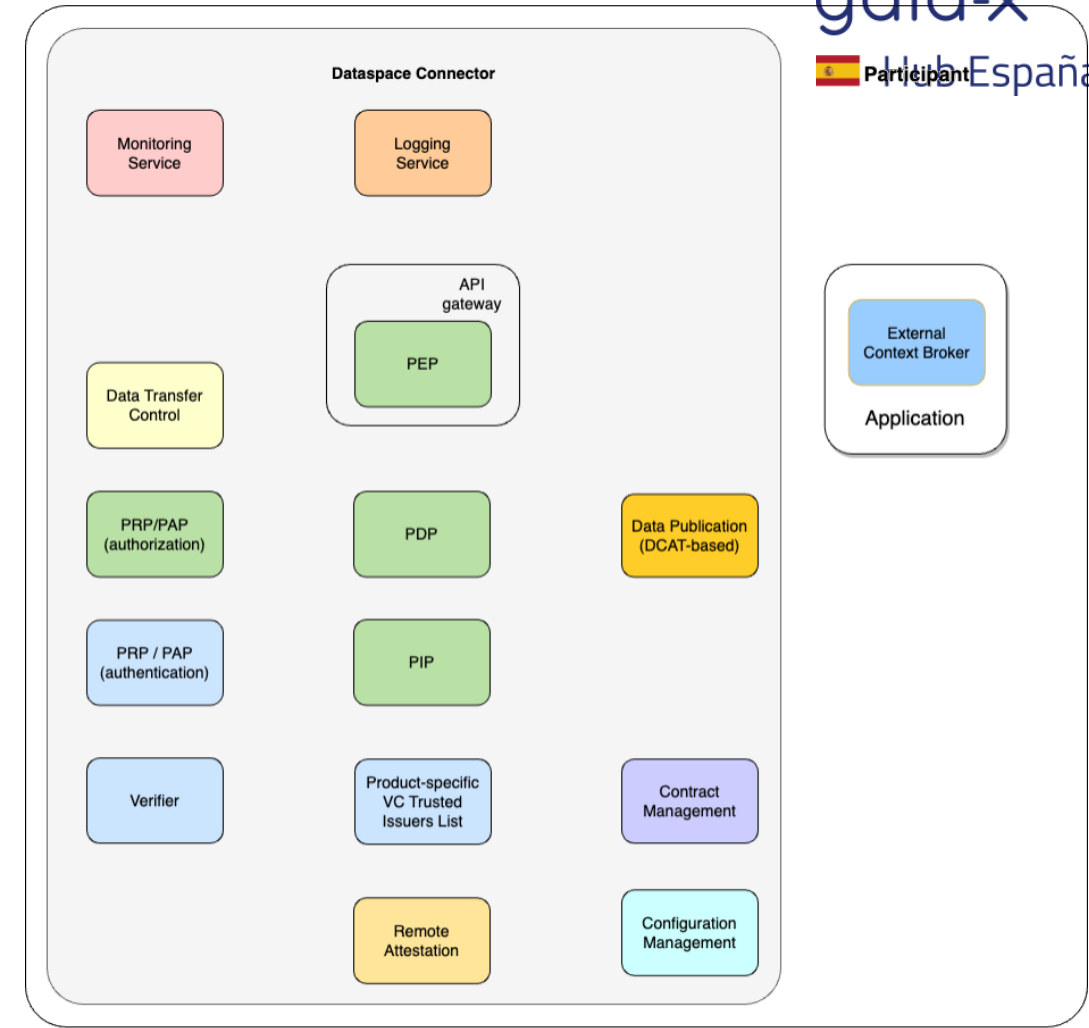 gaia-x
Hub España
Participant
Dataspace Connector
Monitoring
Service
Logging
Service
API
gateway
PEP
External
Context Broker
Application
Data Transfer
Control
PRP/PAP
(authorization)
PDP
Data Publication
(DCAT-based)
PRP / PAP
(authentication)
PIP
Verifier
Product-specific
VC Trusted
Issuers List
Contract
Management
Remote
Attestation
Configuration
Management